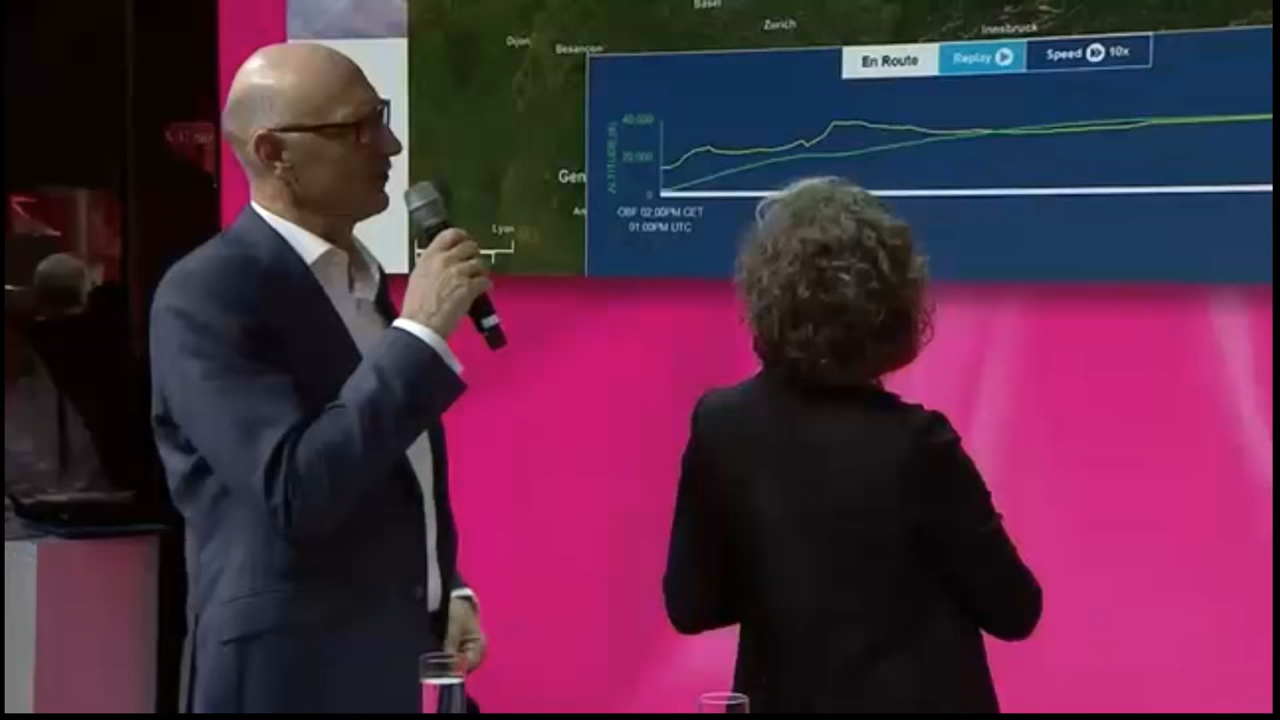 Basel
Zurich
Innsbruck
Dijon
Besancon
En Route
Replay
Speed
10x
40,000
20,000
0
ALTITUDE(ft)
Gen
An
Lyon
OBF 02:00PM CET
01:00PM UTC